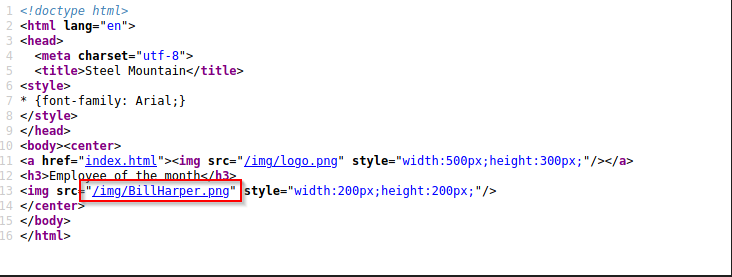 1 <!doctype html>
2 <html lang="en">
3 <head>
4 <meta charset="utf-8">
5 <title>Steel Mountain</title>
6 <style>
7 * {font-family: Arial;}
8 </style>
9 </head>
10 <body><center>
11 <a href="index.html"><img src="/img/logo.png" style="width:500px;height:300px;"/></a>
12 <h3>Employee of the month</h3>
13 <img src="/img/BillHarper.png" style="width:200px;height:200px;"/>
14 </center>
15 </body>
16 </html>